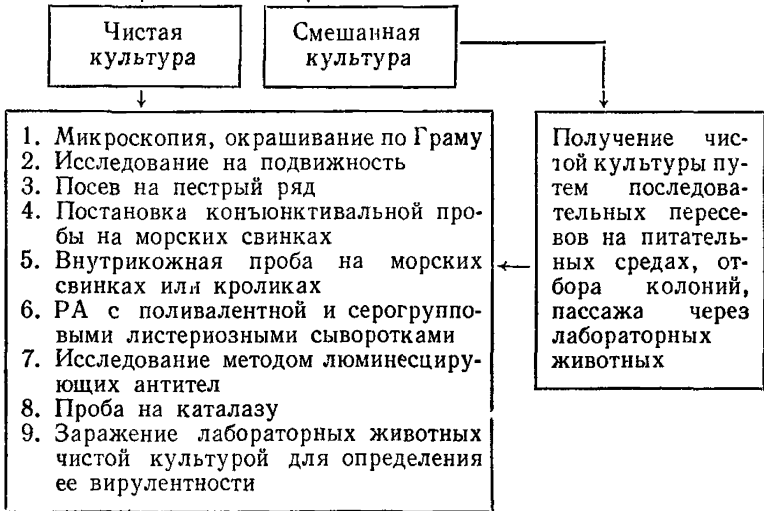 Чистая
культура
Смешанная
культура
1. Микроскопия, окрашивание по Граму
2. Исследование на подвижность
3. Посев на пестрый ряд
4. Постановка конъюнктивальной про-
бы на морских свинках
5. Внутрикожная проба на морских
свинках или кроликах
6. РА с поливалентной и серогруппо-
выми листериозными сыворотками
7. Исследование методом люминесциру-
ющих антител
8. Проба на каталазу
9. Заражение лабораторных животных
чистой культурой для определения
ее вирулентности
Получение чис-
той культуры пу-
тем последова-
тельных пересе-
вов на питатель-
ных средах, от-
бора колоний,
пассажа через
лабораторных
животных